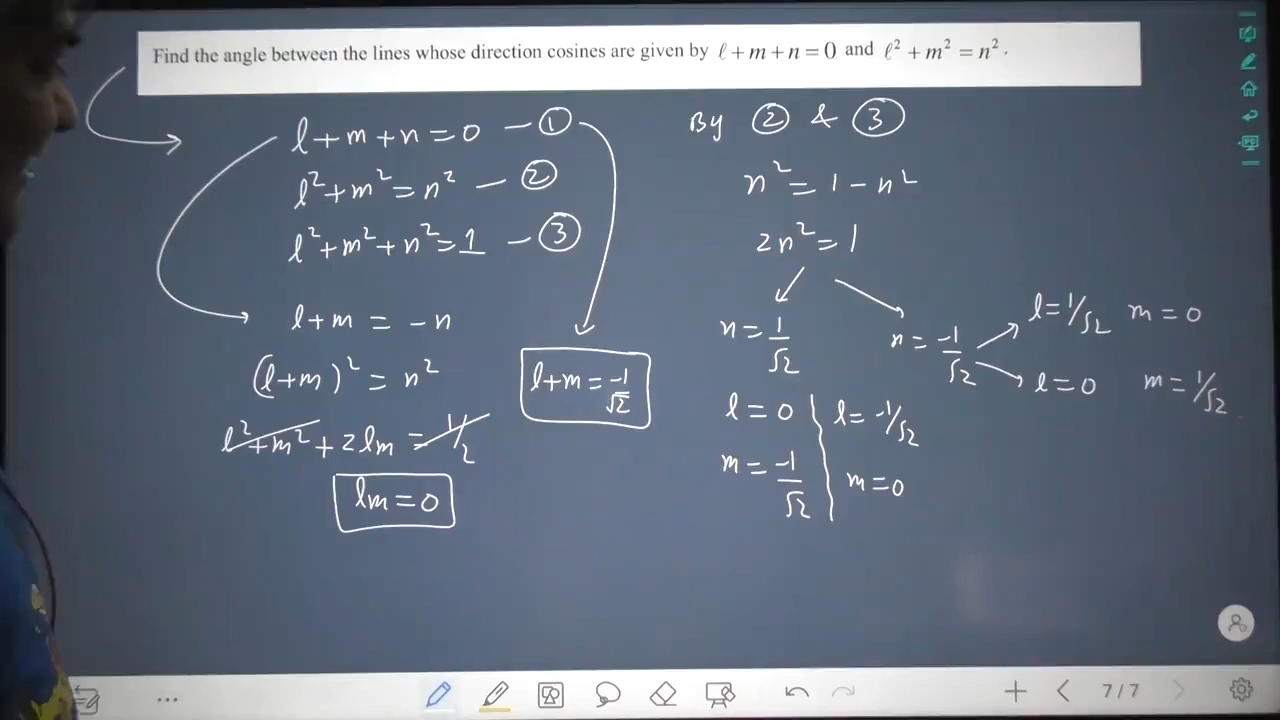 Find the angle between the lines whose direction cosines are given by ℓ + m + n = 0 and ℓ² + m² = n².
l + m + n = 0 — ①
l² + m² = n² — ②
l² + m² + n² = 1 — ③
l + m = -n
(l + m)² = n²
l² + m² + 2lm = 1/2
lm = 0
l + m = -1/√2
By ② & ③
n² = 1 - n²
2n² = 1
n = 1/√2
l = 0
m = -1/√2
l = -1/√2
m = 0
n = -1/√2
l = 1/√2 m = 0
l = 0 m = 1/√2
7/7